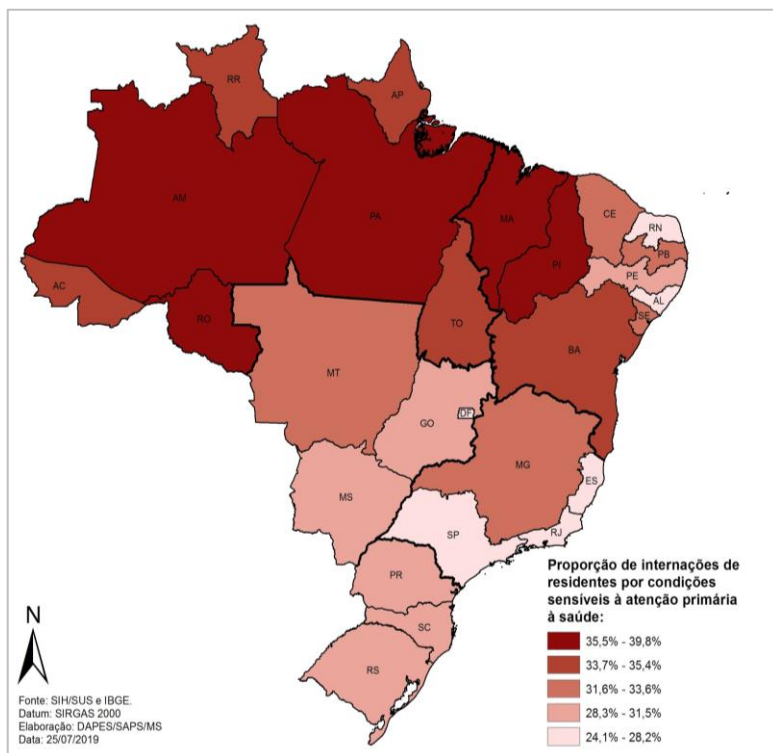 RR
AP
AM
PA
MA
CE
RN
PB
PI
PE
AL
SE
AC
RO
TO
BA
MT
DF
GO
MG
ES
MS
SP
RJ
PR
SC
RS
Proporção de internações de
residentes por condições
sensíveis à atenção primária
à saúde:
35,5% - 39,8%
33,7% - 35,4%
31,6% - 33,6%
28,3% - 31,5%
24,1% - 28,2%
N
Fonte: SIH/SUS e IBGE.
Datum: SIRGAS 2000
Elaboração: DAPES/SAPS/MS
Data: 25/07/2019